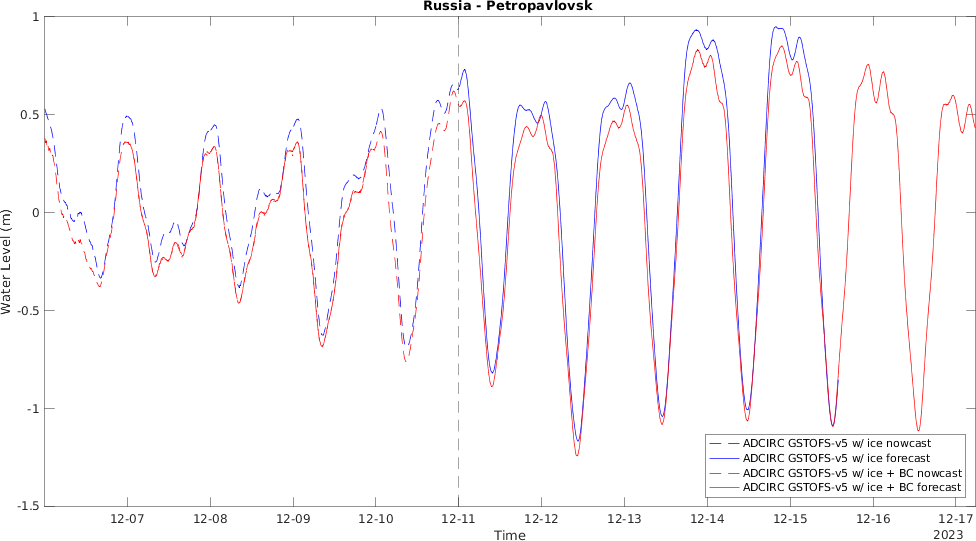 Russia - Petropavlovsk
1
0.5
0
-0.5
-1
-1.5
Water Level (m)
ADCIRC GSTOFS-v5 w/ ice nowcast
ADCIRC GSTOFS-v5 w/ ice forecast
ADCIRC GSTOFS-v5 w/ ice + BC nowcast
ADCIRC GSTOFS-v5 w/ ice + BC forecast
12-07 12-08 12-09 12-10 12-11 12-12 12-13 12-14 12-15 12-16 12-17
Time
2023